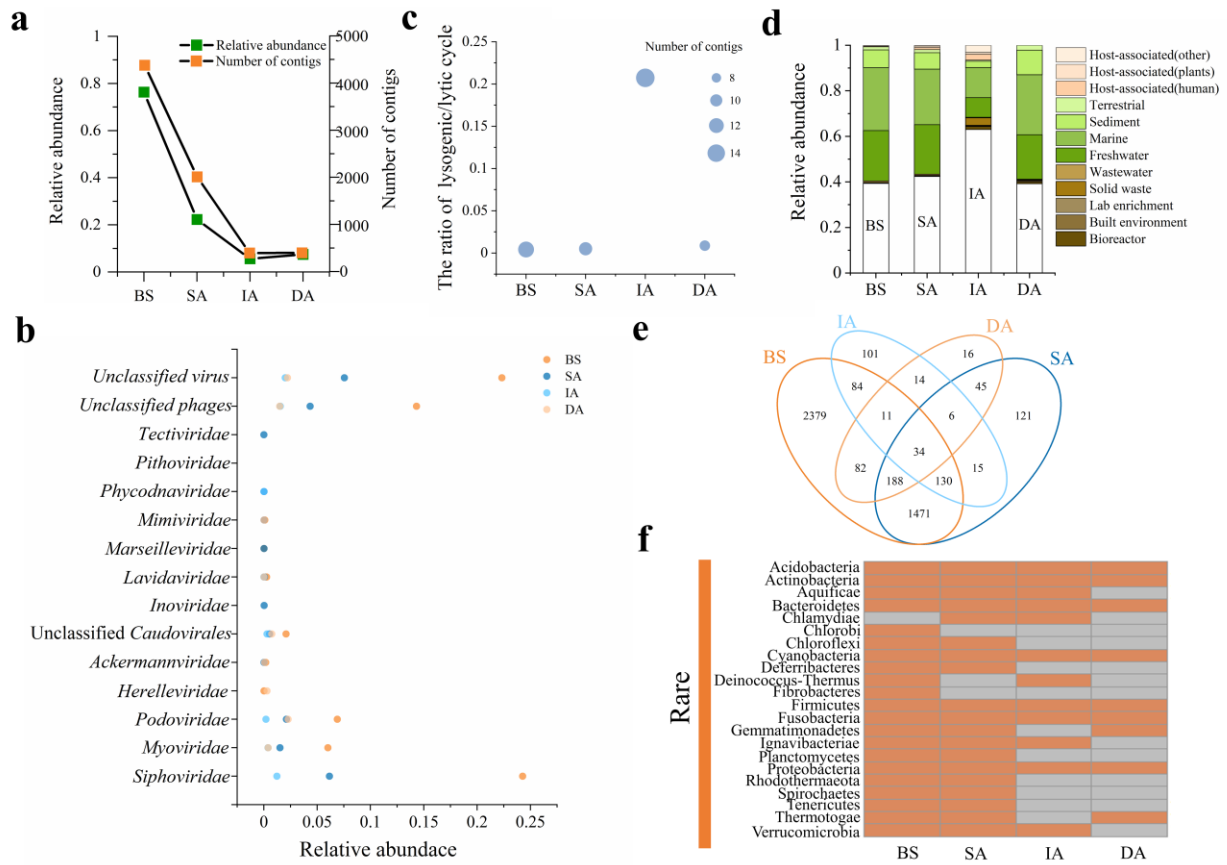 a
1
0.8
0.6
0.4
0.2
0
Relative abundance
Relative abundance
Number of contigs
5000
4000
3000
2000
1000
0
Number of contigs
BS SA IA DA
c
0.25
0.20
0.15
0.1
0.05
0
The ratio of lysogenic/lytic cycle
Number of contigs
8
10
12
14
BS SA IA DA
d
1
0.8
0.6
0.4
0.2
0
Relative abundance
BS
SA
IA
DA
BS SA IA DA
Host-associated(other)
Host-associated(plants)
Host-associated(human)
Terrestrial
Sediment
Marine
Freshwater
Wastewater
Solid waste
Lab enrichment
Built environment
Bioreactor
b
Unclassified virus
Unclassified phages
Tectiviridae
Pithoviridae
Phycodnaviridae
Mimiviridae
Marseilleviridae
Lavidaviridae
Inoviridae
Unclassified Caudovirales
Ackermannviridae
Herelleviridae
Podoviridae
Myoviridae
Siphoviridae
BS
SA
IA
DA
0 0.05 0.1 0.15 0.2 0.25
Relative abundace
e
IA
DA
BS
SA
101
16
84
14
45
2379
11
6
121
34
82
15
188
130
1471
f
Rare
Acidobacteria
Actinobacteria
Aquificae
Bacteroidetes
Chlamydiae
Chlorobi
Chloroflexi
Cyanobacteria
Deferribacteres
Deinococcus-Thermus
Fibrobacteres
Firmicutes
Fusobacteria
Gemmatimonadetes
Ignavibacteriae
Planctomycetes
Proteobacteria
Rhodothermaeota
Spirochaetes
Tenericutes
Thermotogae
Verrucomicrobia
BS SA IA DA